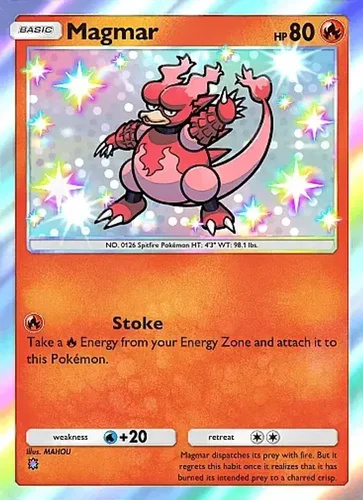 BASIC Magmar HP 80
NO. 0126 Spitfire Pokémon HT: 4'3" WT: 98.1 lbs.
Stoke
Take a Energy from your Energy Zone and attach it to
this Pokémon.
weakness +20 retreat
Illus. MAHOU
Magmar dispatches its prey with fire. But it
regrets this habit once it realizes that it has
burned its intended prey to a charred crisp.